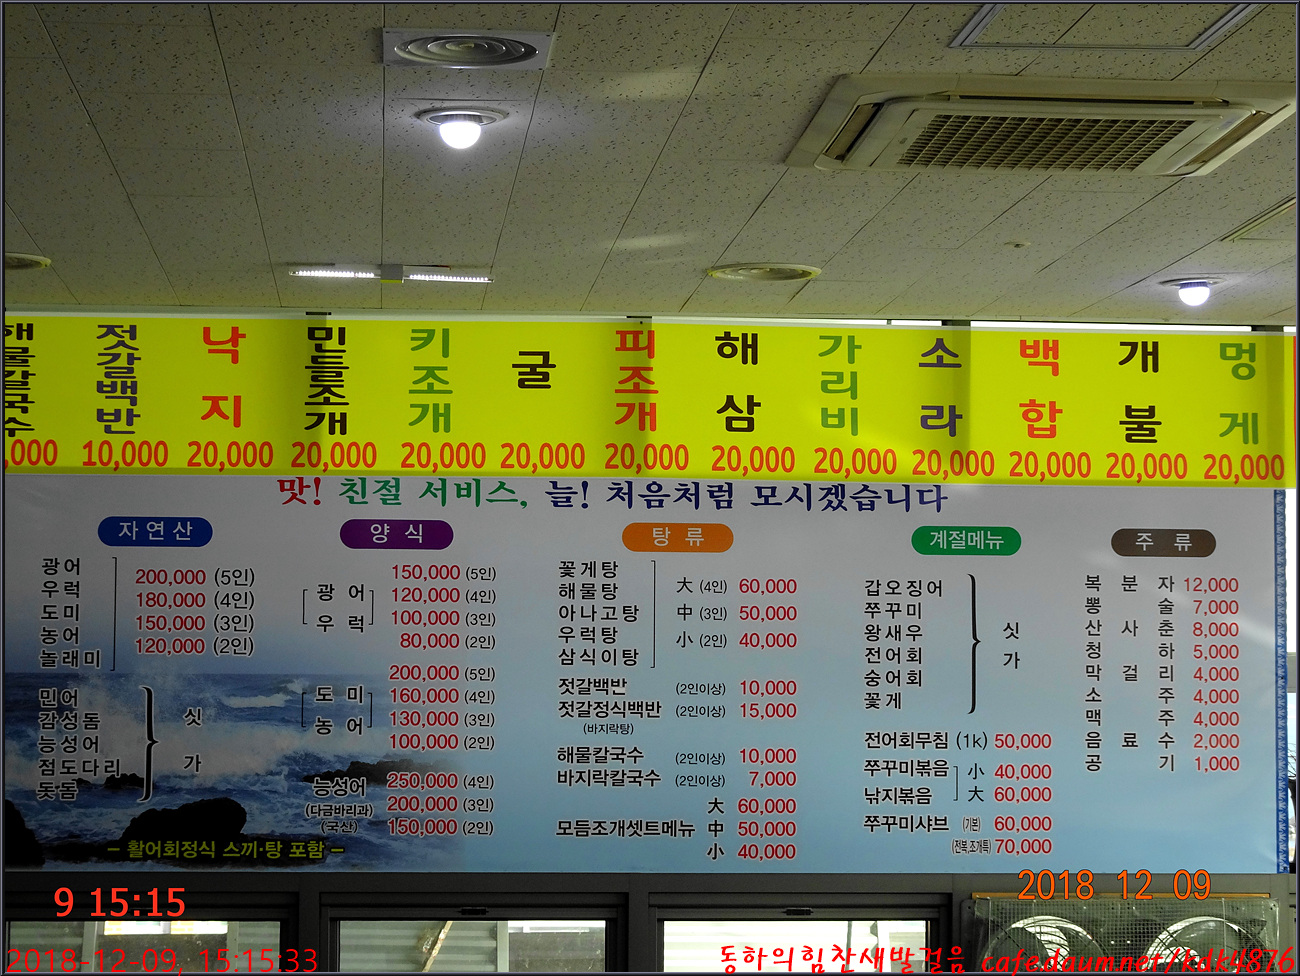 해물칼국수 젓갈백반 낙지 민들조개 키조개 굴 피조개 해삼 가리비 소라 백합 개불 멍게
,000 10,000 20,000 20,000 20,000 20,000 20,000 20,000 20,000 20,000 20,000 20,000 20,000
맛! 친절 서비스, 늘! 처음처럼 모시겠습니다
자연산
광어
우럭
도미
농어
놀래미
200,000 (5인)
180,000 (4인)
150,000 (3인)
120,000 (2인)
민어
감성돔
능성어
점도다리
돗돔
싯가
– 활어회정식 스끼·탕 포함 –
양 식
광 어
우 럭
150,000 (5인)
120,000 (4인)
100,000 (3인)
80,000 (2인)
도 미
농 어
200,000 (5인)
160,000 (4인)
130,000 (3인)
100,000 (2인)
능성어
(다금바리과)
(국산)
250,000 (4인)
200,000 (3인)
150,000 (2인)
탕 류
꽃게탕
해물탕
아나고탕
우럭탕
삼식이탕
大 (4인) 60,000
中 (3인) 50,000
小 (2인) 40,000
젓갈백반 (2인이상) 10,000
젓갈정식백반 (2인이상) 15,000
(바지락탕)
해물칼국수 (2인이상) 10,000
바지락칼국수 (2인이상) 7,000
모듬조개셋트메뉴
大 60,000
中 50,000
小 40,000
계절메뉴
갑오징어
쭈꾸미
왕새우
전어회
숭어회
꽃게
싯가
전어회무침 (1k) 50,000
쭈꾸미볶음
낚지볶음
小 40,000
大 60,000
쭈꾸미샤브 (기본) 60,000
(전복,조개특) 70,000
주 류
복 분 자 12,000
뽕 술 7,000
산 사 춘 8,000
청 하 5,000
막 걸 리 4,000
소 주 4,000
맥 주 4,000
음 료 수 2,000
공 기 1,000
9 15:15
2018 12 09
2018-12-09, 15:15:33
동하의힘찬새발걸음 cafe.daum.net/kdk4876